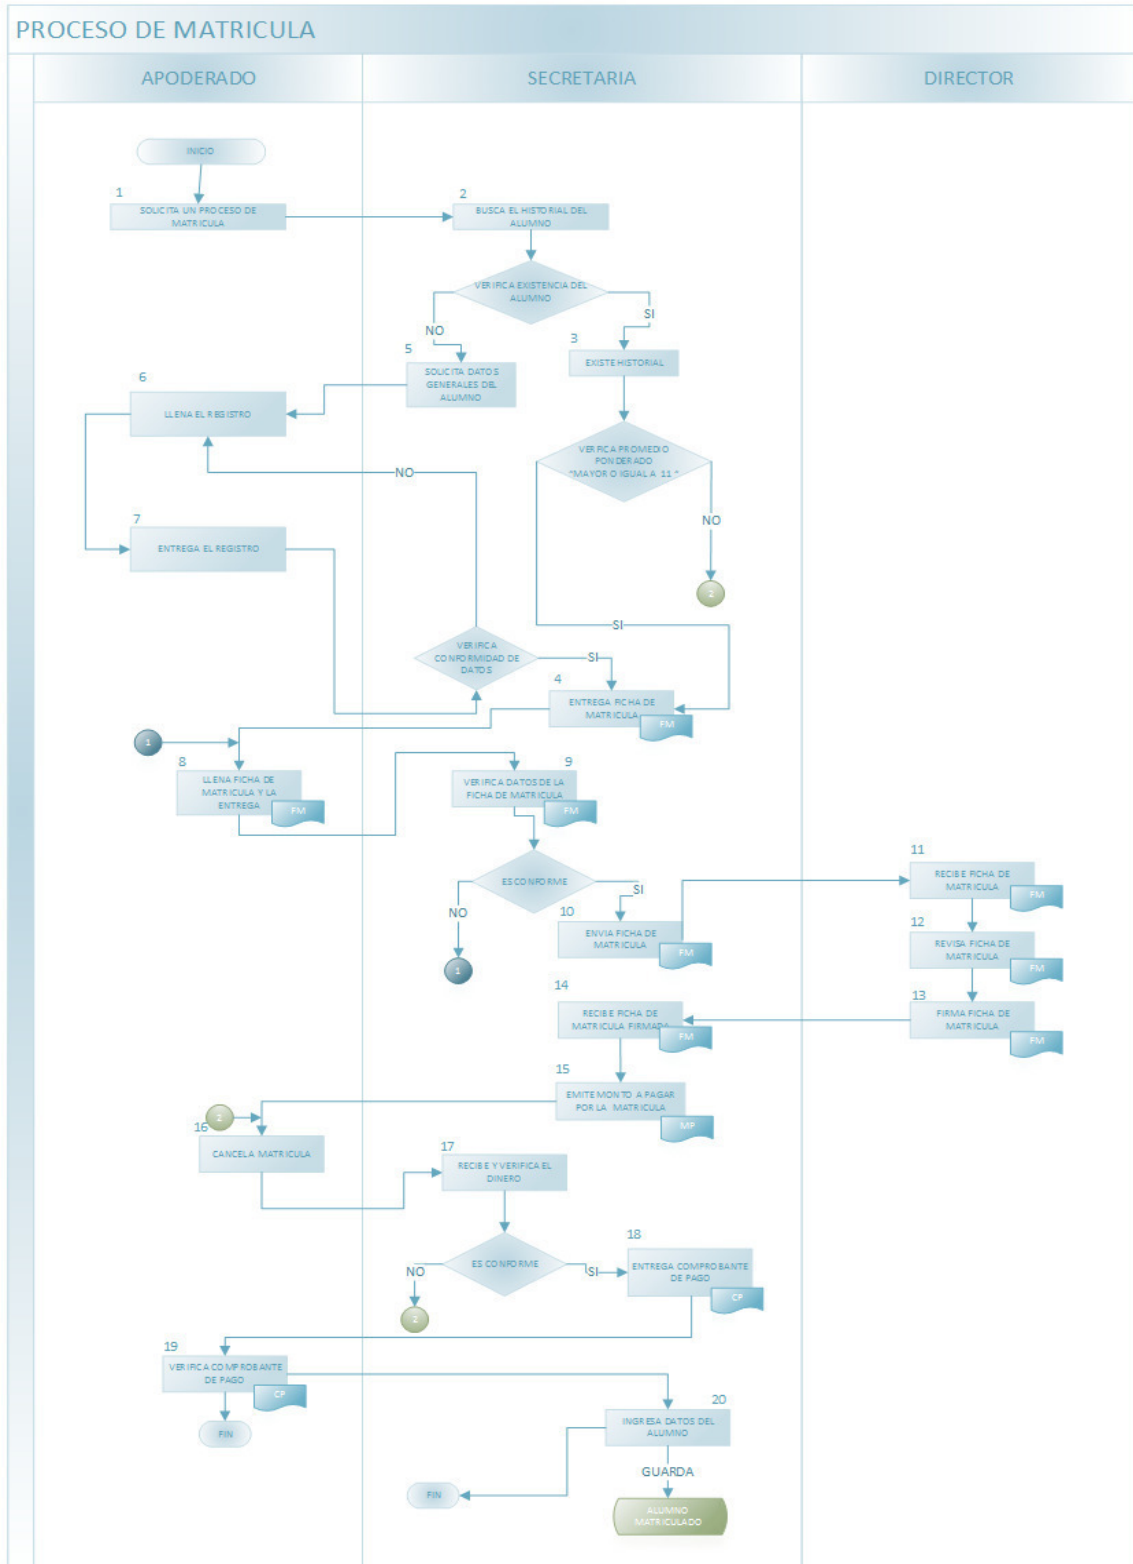 PROCESO DE MATRICULA
APODERADO
SECRETARIA
DIRECTOR
INICIO
1
SOLICITA UN PROCESO DE
MATRICULA
2
BUSCA EL HISTORIAL DEL
ALUMNO
VERIFICA EXISTENCIA DEL
ALUMNO
NO
SI
5
SOLICITA DATOS
GENERALES DEL
ALUMNO
3
EXISTE HISTORIAL
6
LLENA EL REGISTRO
VERFICA PROMEDIO
PONDERADO
"MAYOR O IGUAL A 11 "
NO
NO
7
ENTREGA EL REGISTRO
2
SI
VERIFICA
CONFORMIDAD DE
DATOS
SI
4
ENTREGA FICHA DE
MATRICULA
FM
1
8
LLENA FICHA DE
MATRICULA Y LA
ENTREGA
FM
9
VERIFICA DATOS DE LA
FICHA DE MATRICULA
FM
ES CONFORME
NO
SI
10
ENVIA FICHA DE
MATRICULA
FM
1
11
RECIBE FICHA DE
MATRICULA
FM
12
REVISA FICHA DE
MATRICULA
FM
13
FIRMA FICHA DE
MATRICULA
FM
14
RECIBE FICHA DE
MATRICULA FIRMADA
FM
15
EMITE MONTO A PAGAR
POR LA MATRICULA
MP
2
16
CANCELA MATRICULA
17
RECIBE Y VERIFICA EL
DINERO
ES CONFORME
NO
SI
2
18
ENTREGA COMPROBANTE
DE PAGO
CP
19
VERIFICA COMPROBANTE
DE PAGO
CP
FIN
20
INGRESA DATOS DEL
ALUMNO
GUARDA
FIN
ALUMNO
MATRICULADO